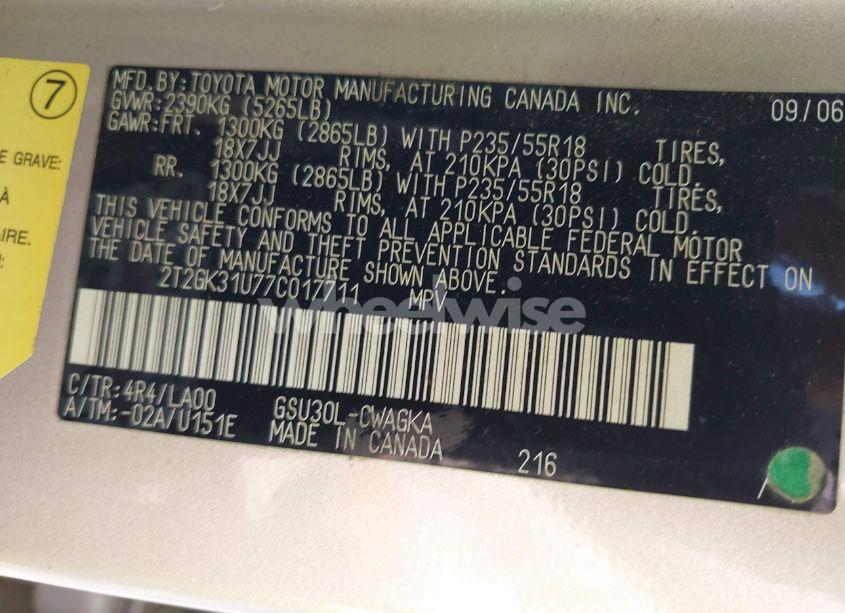 7
E GRAVE:
À
AIRE.
:
MFD.BY:TOYOTA MOTOR MANUFACTURING CANADA INC. 09/06
GVWR:2390KG (5265LB)
GAWR:FRT. 1300KG (2865LB) WITH P235/55R18 TIRES,
18X7JJ RIMS, AT 210KPA (30PSI) COLD.
RR. 1300KG (2865LB) WITH P235/55R18 TIRES,
18X7JJ RIMS, AT 210KPA (30PSI) COLD.
THIS VEHICLE CONFORMS TO ALL APPLICABLE FEDERAL MOTOR
VEHICLE SAFETY AND THEFT PREVENTION STANDARDS IN EFFECT ON
THE DATE OF MANUFACTURE SHOWN ABOVE.
2T2GK31U77C017711 MPV
wheelwise
C/TR:4R4/LA00 GSU30L-CWAGKA
A/TM:-02A/U151E MADE IN CANADA 216